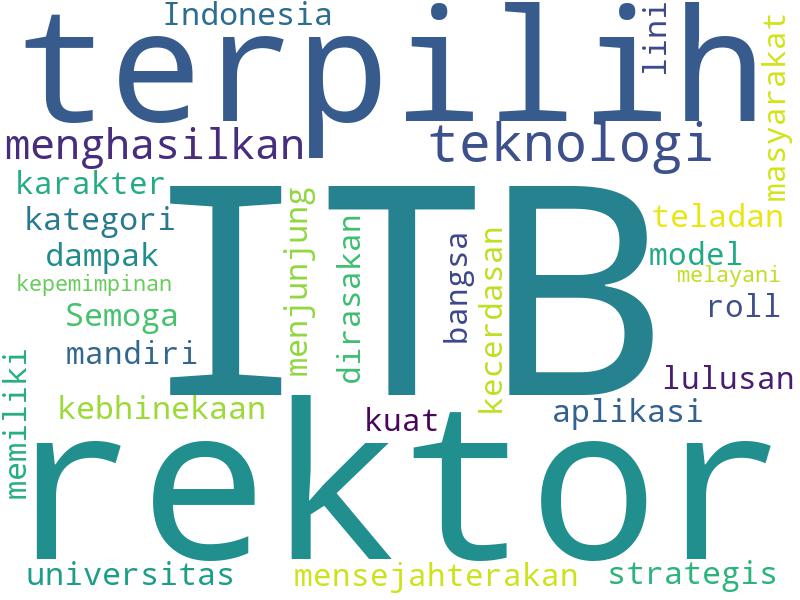 Indonesia
terpilih
lini
masyarakat
menghasilkan
teknologi
karakter
kategori
dampak
kepemimpinan
Semoga
mandiri
ITB
menjunjung
dirasakan
bangsa
kecerdasan
teladan
model
melayani
roll
lulusan
memiliki
kebhinekaan
kuat
aplikasi
rektor
universitas
mensejahterakan
strategis